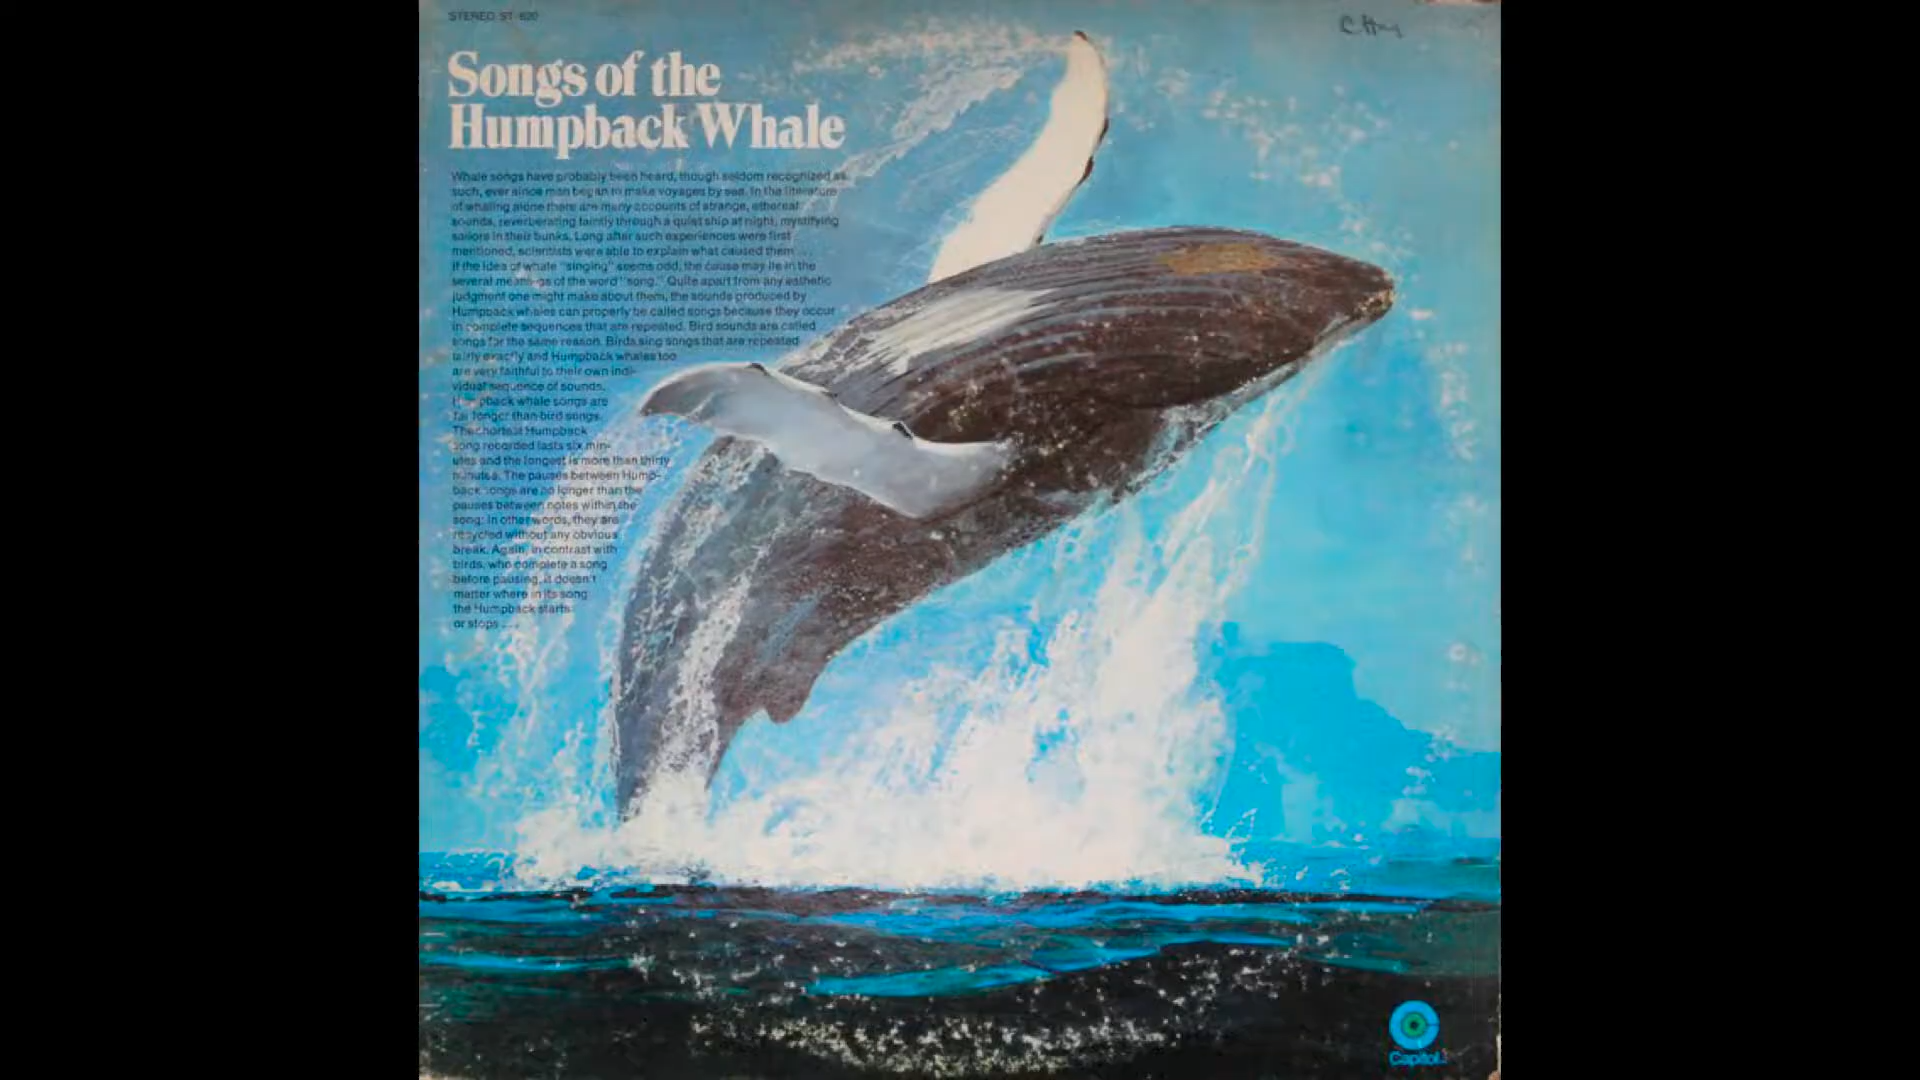 STEREO ST-620
Songs of the
Humpback Whale
Whale songs have probably been heard, though seldom recognized as
such, ever since man began to make voyages by sea. In the literature
of whaling alone there are many accounts of strange, ethereal
sounds, reverberating faintly through a quiet ship at night, mystifying
sailors in their bunks. Long after such experiences were first
mentioned, scientists were able to explain what caused them . . .
If the idea of whale "singing" seems odd, the cause may lie in the
several meanings of the word "song." Quite apart from any esthetic
judgment one might make about them, the sounds produced by
Humpback whales can properly be called songs because they occur
in complete sequences that are repeated. Bird sounds are called
songs for the same reason. Birds sing songs that are repeated
fairly exactly and Humpback whales too
are very faithful to their own indi-
vidual sequence of sounds.
Humpback whale songs are
far longer than bird songs.
The shortest Humpback
song recorded lasts six min-
utes and the longest is more than thirty
minutes. The pauses between Hump-
back songs are no longer than the
pauses between notes within the
song: in other words, they are
recycled without any obvious
break. Again, in contrast with
birds, who complete a song
before pausing, it doesn't
matter where in its song
the Humpback starts
or stops . . .
Capitol